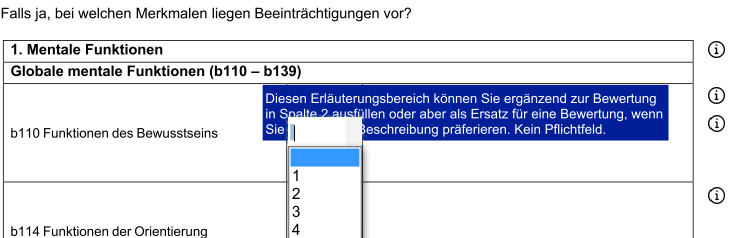 Falls ja, bei welchen Merkmalen liegen Beeinträchtigungen vor?
1. Mentale Funktionen
Globale mentale Funktionen (b110 – b139)
Diesen Erläuterungsbereich können Sie ergänzend zur Bewertung
in Spalte 2 ausfüllen oder aber als Ersatz für eine Bewertung, wenn
Sie Beschreibung präferieren. Kein Pflichtfeld.
b110 Funktionen des Bewusstseins
1
2
3
4
b114 Funktionen der Orientierung